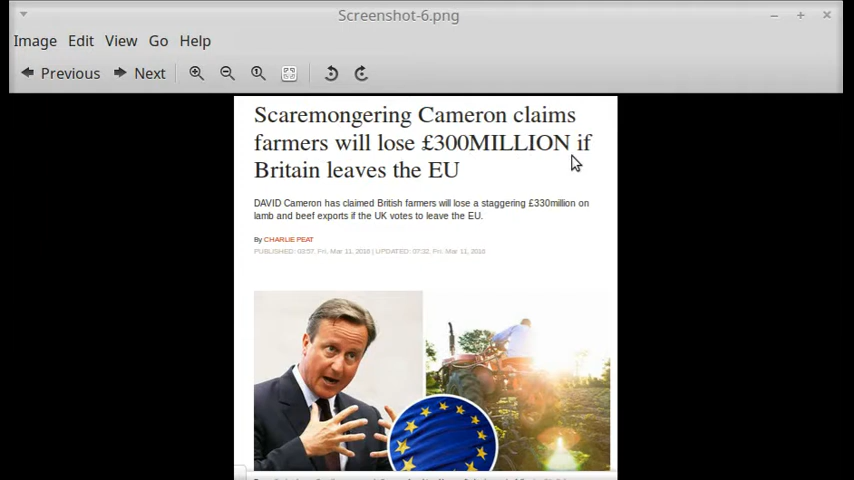 Screenshot-6.png
Image Edit View Go Help
Previous Next
Scaremongering Cameron claims
farmers will lose £300MILLION if
Britain leaves the EU
DAVID Cameron has claimed British farmers will lose a staggering £330million on
lamb and beef exports if the UK votes to leave the EU.
By CHARLIE PEAT
PUBLISHED: 03:57, Fri, Mar 11, 2016 | UPDATED: 07:32, Fri, Mar 11, 2016